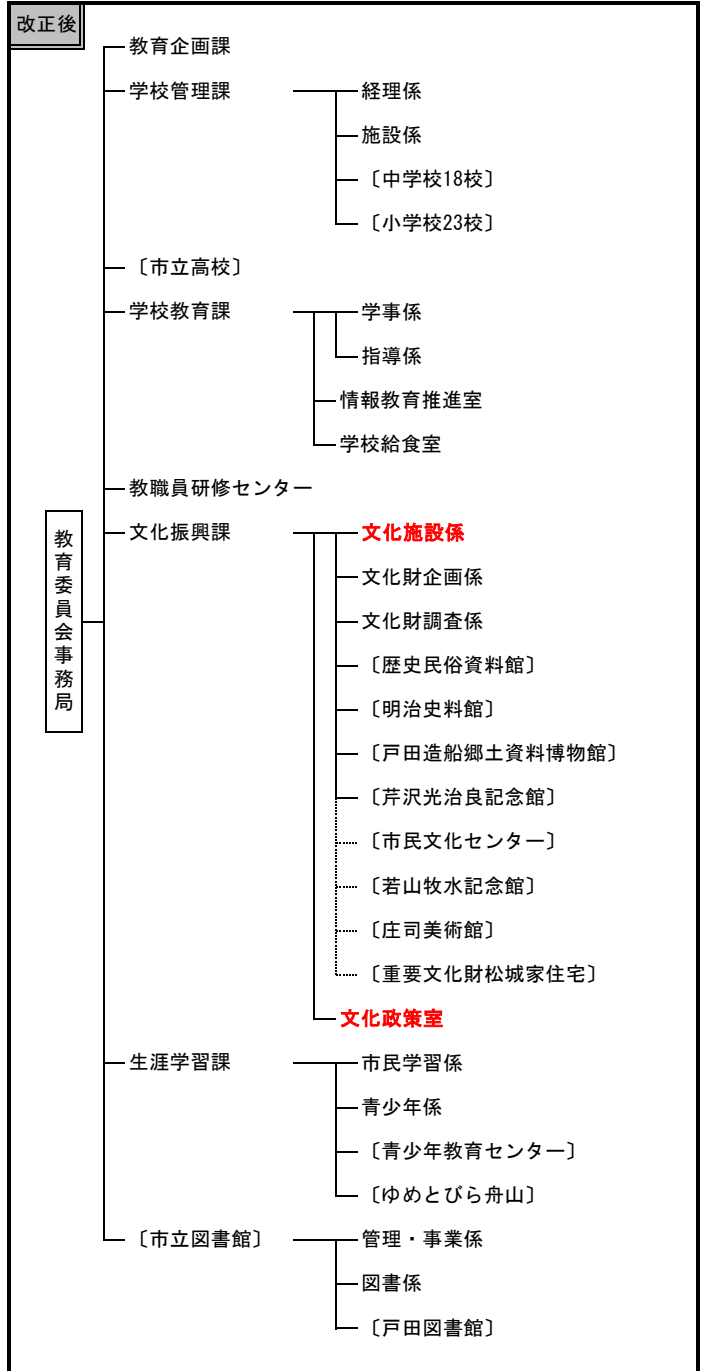 改正後
教育企画課
学校管理課
経理係
施設係
〔中学校18校〕
〔小学校23校〕
〔市立高校〕
学校教育課
学事係
指導係
情報教育推進室
学校給食室
教職員研修センター
教育委員会事務局
文化振興課
文化施設係
文化財企画係
文化財調査係
〔歴史民俗資料館〕
〔明治史料館〕
〔戸田造船郷土資料博物館〕
〔芹沢光治良記念館〕
〔市民文化センター〕
〔若山牧水記念館〕
〔庄司美術館〕
〔重要文化財松城家住宅〕
文化政策室
生涯学習課
市民学習係
青少年係
〔青少年教育センター〕
〔ゆめとびら舟山〕
〔市立図書館〕
管理・事業係
図書係
〔戸田図書館〕